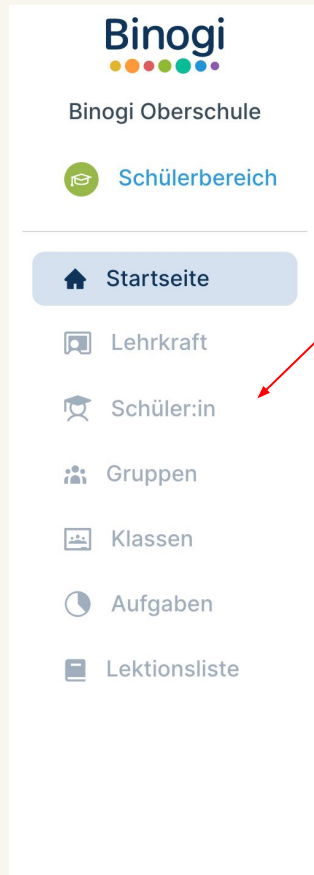 Binogi
Binogi Oberschule
Schülerbereich
Startseite
Lehrkraft
Schüler:in
Gruppen
Klassen
Aufgaben
Lektionsliste